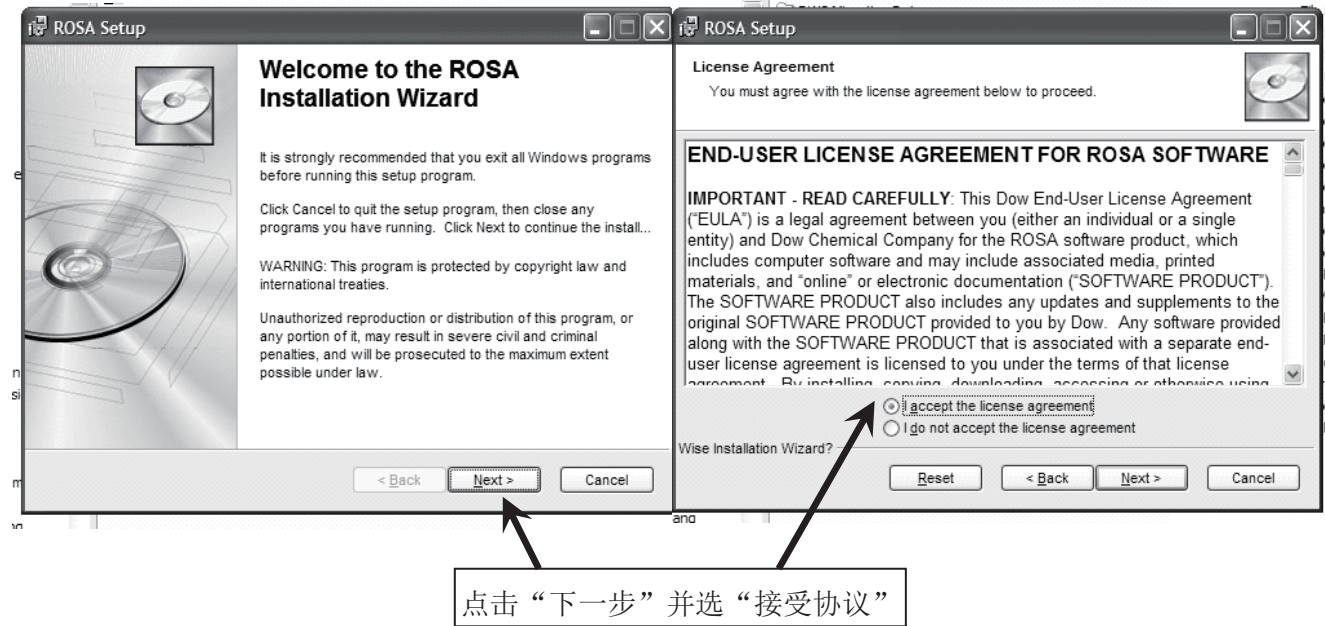 ROSA Setup
Welcome to the ROSA
Installation Wizard
It is strongly recommended that you exit all Windows programs
before running this setup program.
Click Cancel to quit the setup program, then close any
programs you have running. Click Next to continue the install...
WARNING: This program is protected by copyright law and
international treaties.
Unauthorized reproduction or distribution of this program, or
any portion of it, may result in severe civil and criminal
penalties, and will be prosecuted to the maximum extent
possible under law.
< Back
Next >
Cancel
ROSA Setup
License Agreement
You must agree with the license agreement below to proceed.
END-USER LICENSE AGREEMENT FOR ROSA SOFTWARE
IMPORTANT - READ CAREFULLY: This Dow End-User License Agreement
(“EULA”) is a legal agreement between you (either an individual or a single
entity) and Dow Chemical Company for the ROSA software product, which
includes computer software and may include associated media, printed
materials, and “online” or electronic documentation (“SOFTWARE PRODUCT”).
The SOFTWARE PRODUCT also includes any updates and supplements to the
original SOFTWARE PRODUCT provided to you by Dow. Any software provided
along with the SOFTWARE PRODUCT that is associated with a separate end-
user license agreement is licensed to you under the terms of that license
agreement. By installing, copying, downloading, accessing or otherwise using
I accept the license agreement
I do not accept the license agreement
Wise Installation Wizard?
Reset
< Back
Next >
Cancel
and
点击“下一步”并选“接受协议”